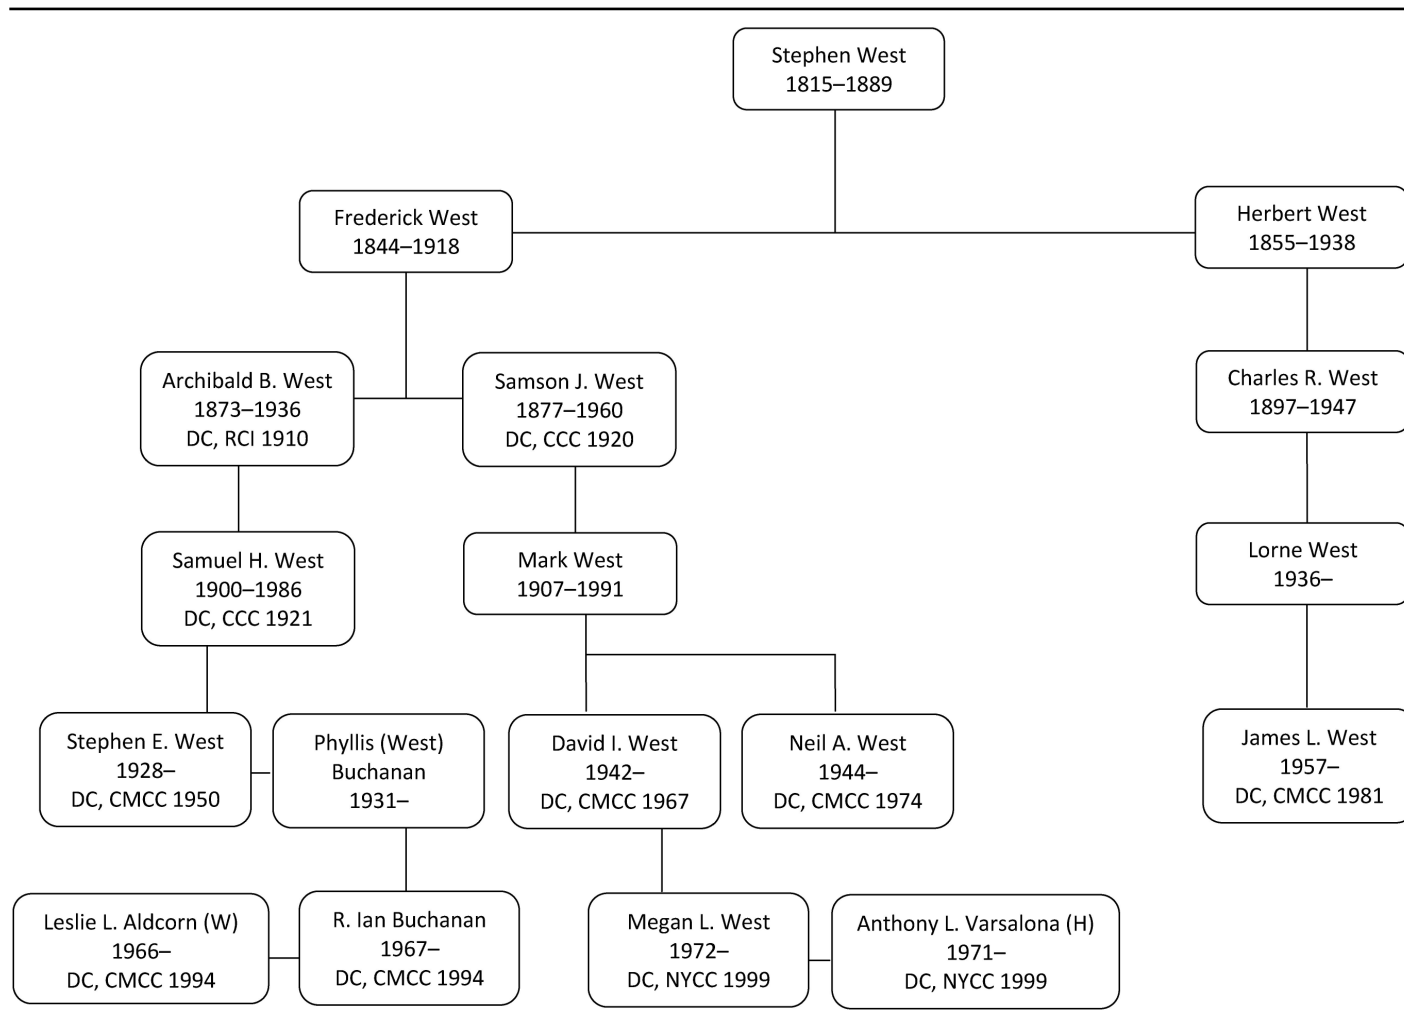 Stephen West
1815–1889
Frederick West
1844–1918
Herbert West
1855–1938
Archibald B. West
1873–1936
DC, RCI 1910
Samson J. West
1877–1960
DC, CCC 1920
Charles R. West
1897–1947
Samuel H. West
1900–1986
DC, CCC 1921
Mark West
1907–1991
Lorne West
1936–
Stephen E. West
1928–
DC, CMCC 1950
Phyllis (West)
Buchanan
1931–
David I. West
1942–
DC, CMCC 1967
Neil A. West
1944–
DC, CMCC 1974
James L. West
1957–
DC, CMCC 1981
Leslie L. Aldcorn (W)
1966–
DC, CMCC 1994
R. Ian Buchanan
1967–
DC, CMCC 1994
Megan L. West
1972–
DC, NYCC 1999
Anthony L. Varsalona (H)
1971–
DC, NYCC 1999